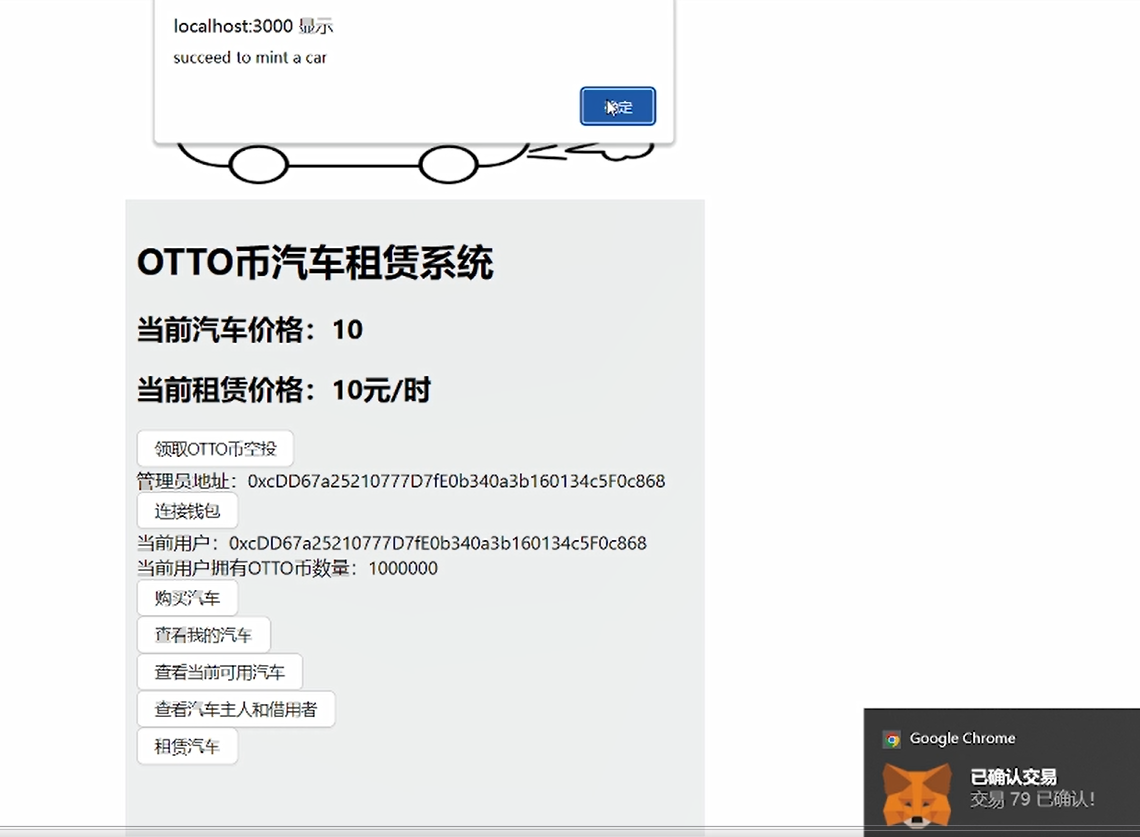 localhost:3000 显示
succeed to mint a car
确定
OTTO币汽车租赁系统
当前汽车价格：10
当前租赁价格：10元/时
领取OTTO币空投
管理员地址：0xcDD67a25210777D7fE0b340a3b160134c5F0c868
连接钱包
当前用户：0xcDD67a25210777D7fE0b340a3b160134c5F0c868
当前用户拥有OTTO币数量：1000000
购买汽车
查看我的汽车
查看当前可用汽车
查看汽车主人和借用者
租赁汽车
Google Chrome
已确认交易
交易 79 已确认！